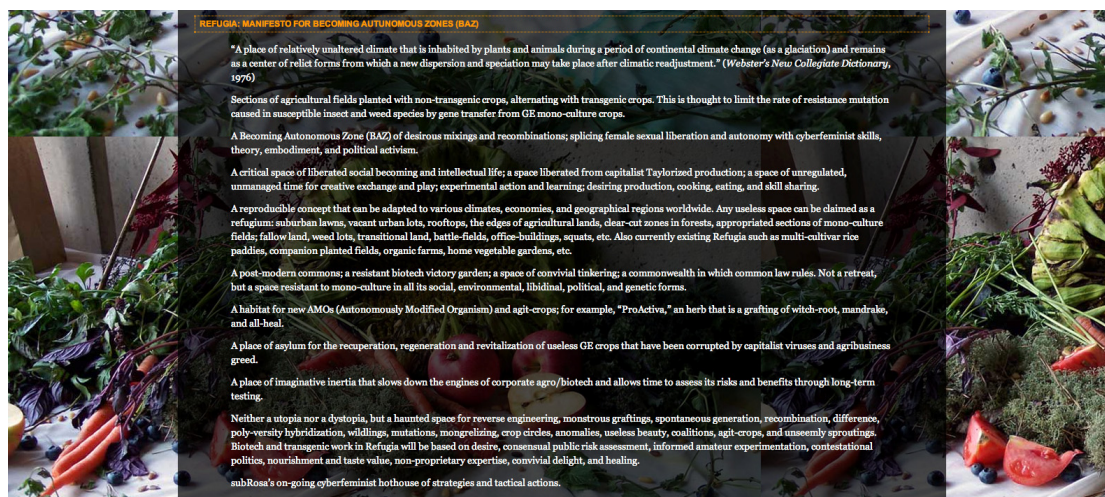 REFUGIA: MANIFESTO FOR BECOMING AUTONOMOUS ZONES (BAZ)
“A place of relatively unaltered climate that is inhabited by plants and animals during a period of continental climate change (as a glaciation) and remains
as a center of relict forms from which a new dispersion and speciation may take place after climatic readjustment.” (Webster’s New Collegiate Dictionary,
1976)
Sections of agricultural fields planted with non-transgenic crops, alternating with transgenic crops. This is thought to limit the rate of resistance mutation
caused in susceptible insect and weed species by gene transfer from GE mono-culture crops.
A Becoming Autonomous Zone (BAZ) of desirous mixings and recombinations; splicing female sexual liberation and autonomy with cyberfeminist skills,
theory, embodiment, and political activism.
A critical space of liberated social becoming and intellectual life; a space liberated from capitalist Taylorized production; a space of unregulated,
unmanaged time for creative exchange and play; experimental action and learning; desiring production, cooking, eating, and skill sharing.
A reproducible concept that can be adapted to various climates, economies, and geographical regions worldwide. Any useless space can be claimed as a
refugium: suburban lawns, vacant urban lots, rooftops, the edges of agricultural lands, clear-cut zones in forests, appropriated sections of mono-culture
fields; fallow land, weed lots, transitional land, battle-fields, office-buildings, squats, etc. Also currently existing Refugia such as multi-cultivar rice
paddies, companion planted fields, organic farms, home vegetable gardens, etc.
A post-modern commons; a resistant biotech victory garden; a space of convivial tinkering; a commonwealth in which common law rules. Not a retreat,
but a space resistant to mono-culture in all its social, environmental, libidinal, political, and genetic forms.
A habitat for new AMOs (Autonomously Modified Organism) and agit-crops; for example, “ProActiva,” an herb that is a grafting of witch-root, mandrake,
and all-heal.
A place of asylum for the recuperation, regeneration and revitalization of useless GE crops that have been corrupted by capitalist viruses and agribusiness
greed.
A place of imaginative inertia that slows down the engines of corporate agro/biotech and allows time to assess its risks and benefits through long-term
testing.
Neither a utopia nor a dystopia, but a haunted space for reverse engineering, monstrous graftings, spontaneous generation, recombination, difference,
poly-versity hybridization, wildlings, mutations, mongrelizing, crop circles, anomalies, useless beauty, coalitions, agit-crops, and unseemly sproutings.
Biotech and transgenic work in Refugia will be based on desire, consensual public risk assessment, informed amateur experimentation, contestational
politics, nourishment and taste value, non-proprietary expertise, convivial delight, and healing.
subRosa’s on-going cyberfeminist hothouse of strategies and tactical actions.